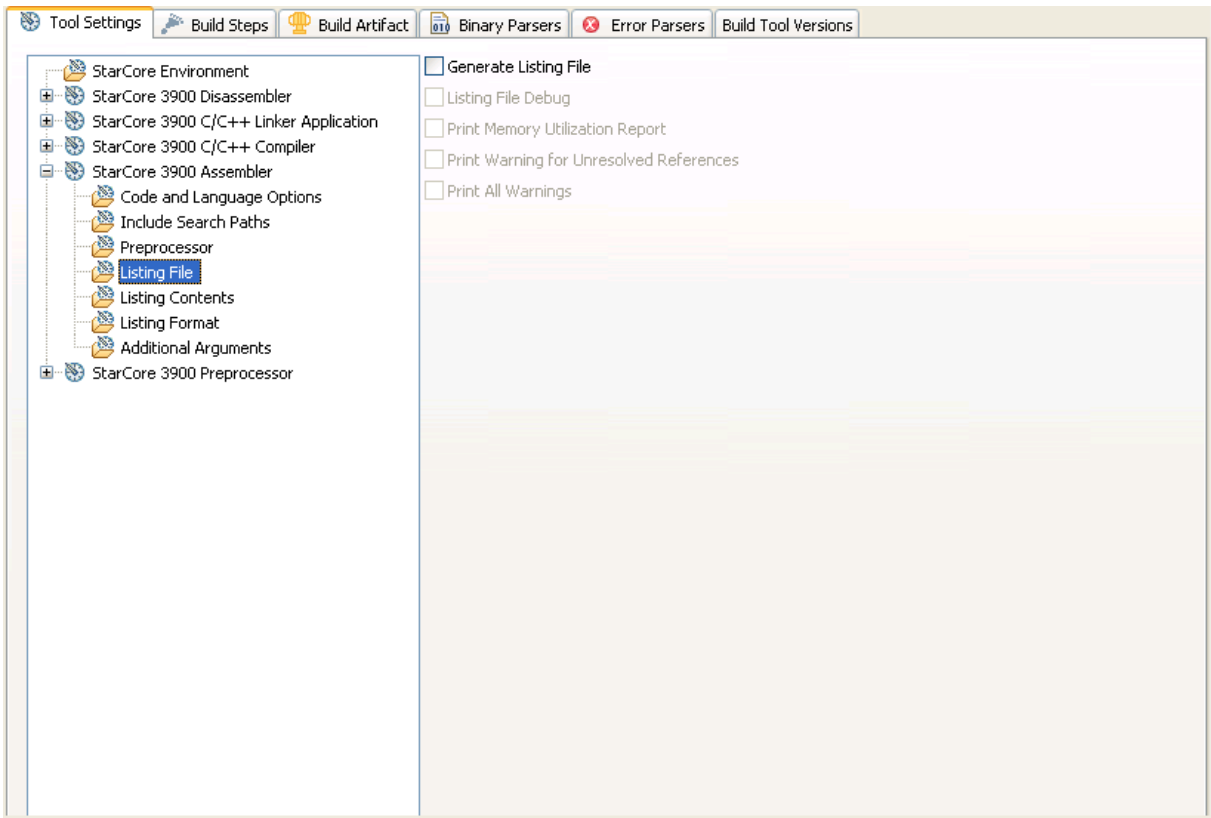 Tool Settings Build Steps Build Artifact Binary Parsers Error Parsers Build Tool Versions
StarCore Environment
StarCore 3900 Disassembler
StarCore 3900 C/C++ Linker Application
StarCore 3900 C/C++ Compiler
StarCore 3900 Assembler
Code and Language Options
Include Search Paths
Preprocessor
Listing File
Listing Contents
Listing Format
Additional Arguments
StarCore 3900 Preprocessor
Generate Listing File
Listing File Debug
Print Memory Utilization Report
Print Warning for Unresolved References
Print All Warnings